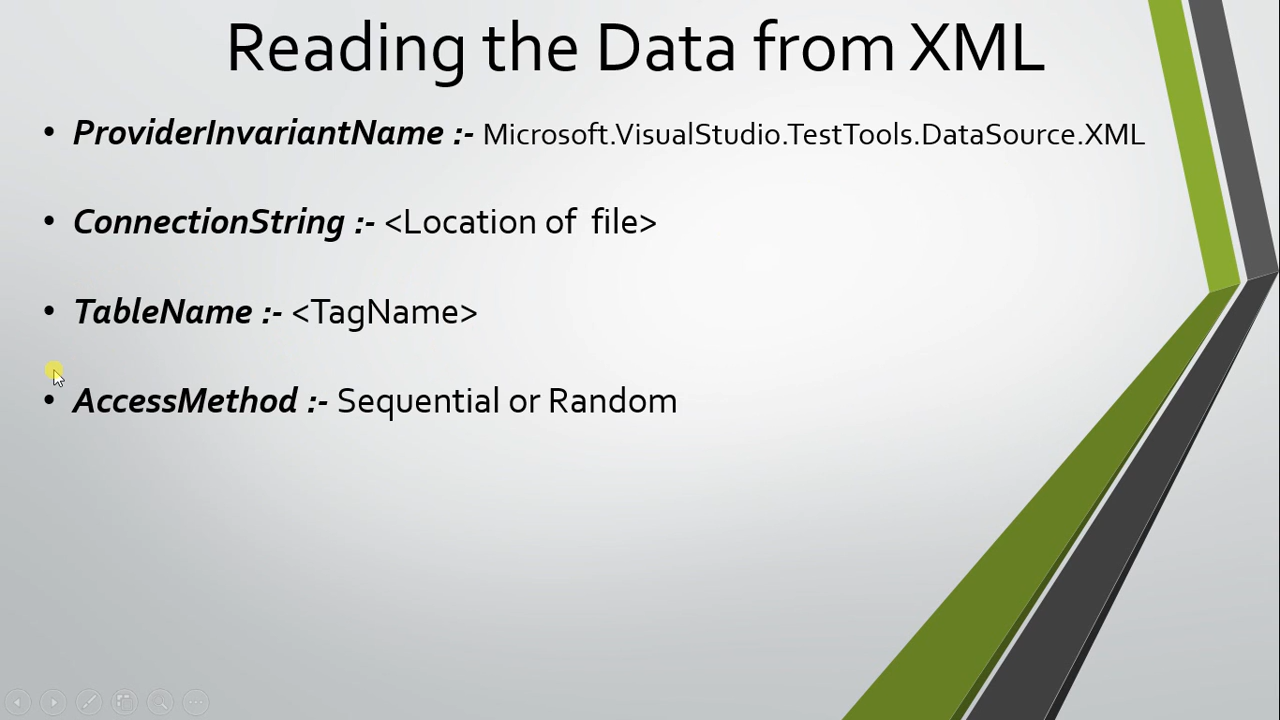 Reading the Data from XML
• ProviderInvariantName :- Microsoft.VisualStudio.TestTools.DataSource.XML
• ConnectionString :- <Location of  file>
• TableName :- <TagName>
• AccessMethod :- Sequential or Random